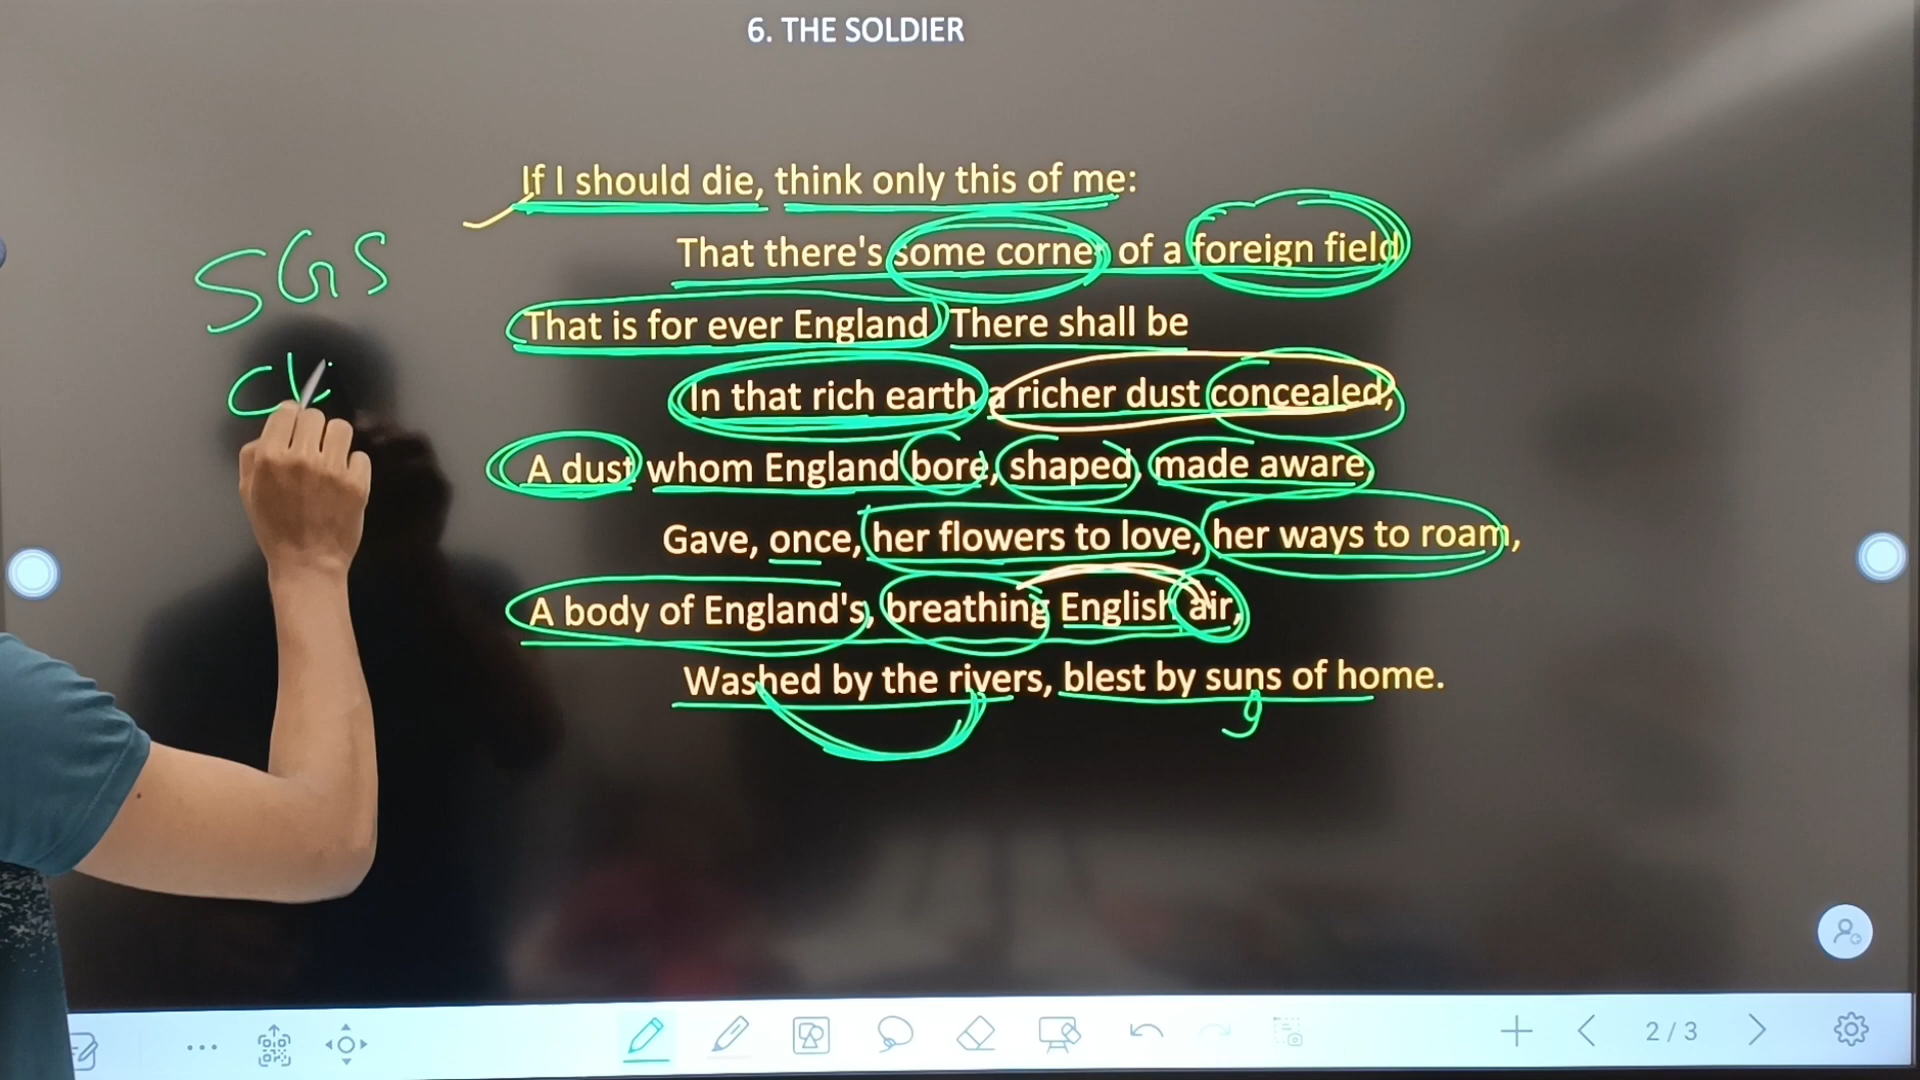 6. THE SOLDIER
If I should die, think only this of me:
That there's some corner of a foreign field
That is for ever England There shall be
In that rich earth a richer dust concealed;
A dust whom England bore, shaped, made aware,
Gave, once, her flowers to love, her ways to roam,
A body of England's, breathing English air,
Washed by the rivers, blest by suns of home.
SGS
2 / 3